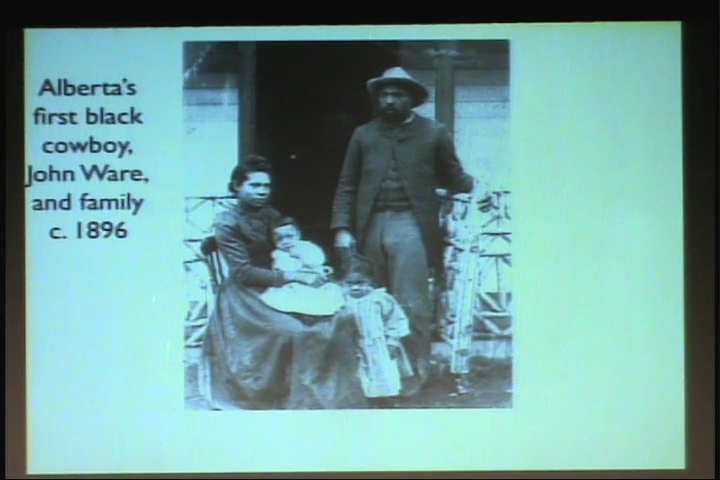 Alberta's
first black
cowboy,
John Ware,
and family
c. 1896